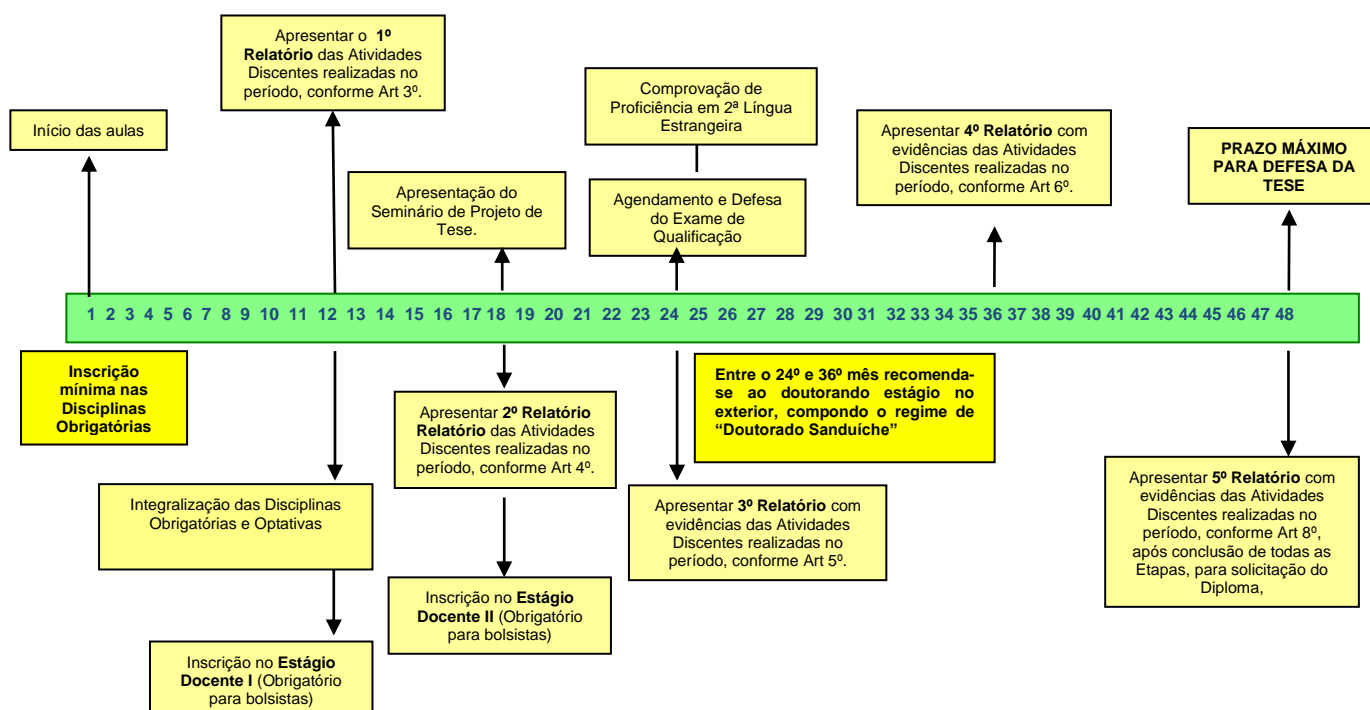 Apresentar o 1º
Relatório das Atividades
Discentes realizadas no
período, conforme Art 3º.
Início das aulas
Comprovação de
Proficiência em 2ª Língua
Estrangeira
Apresentar 4º Relatório com
evidências das Atividades
Discentes realizadas no
período, conforme Art 6º.
PRAZO MÁXIMO
PARA DEFESA DA
TESE
Apresentação do
Seminário de Projeto de
Tese.
Agendamento e Defesa
do Exame de
Qualificação
1 2 3 4 5 6 7 8 9 10 11 12 13 14 15 16 17 18 19 20 21 22 23 24 25 26 27 28 29 30 31 32 33 34 35 36 37 38 39 40 41 42 43 44 45 46 47 48
Inscrição
mínima nas
Disciplinas
Obrigatórias
Entre o 24º e 36º mês recomenda-
se ao doutorando estágio no
exterior, compondo o regime de
“Doutorado Sanduíche”
Apresentar 2º Relatório
Relatório das Atividades
Discentes realizadas no
período, conforme Art 4º.
Integralização das Disciplinas
Obrigatórias e Optativas
Apresentar 3º Relatório com
evidências das Atividades
Discentes realizadas no
período, conforme Art 5º.
Apresentar 5º Relatório com
evidências das Atividades
Discentes realizadas no
período, conforme Art 8º,
após conclusão de todas as
Etapas, para solicitação do
Diploma,
Inscrição no Estágio
Docente II (Obrigatório
para bolsistas)
Inscrição no Estágio
Docente I (Obrigatório
para bolsistas)